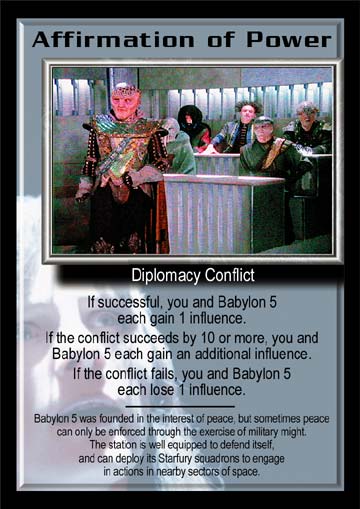 Affirmation of Power
Diplomacy Conflict
If successful, you and Babylon 5
each gain 1 influence.
If the conflict succeeds by 10 or more, you and
Babylon 5 each gain an additional influence.
If the conflict fails, you and Babylon 5
each lose 1 influence.
Babylon 5 was founded in the interest of peace, but sometimes peace
can only be enforced through the exercise of military might.
The station is well equipped to defend itself,
and can deploy its Starfury squadrons to engage
in actions in nearby sectors of space.